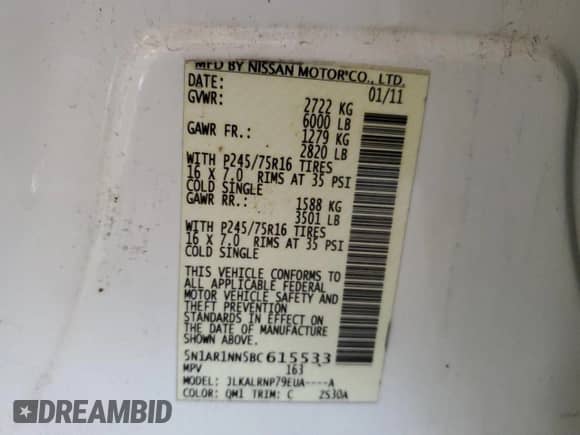 MFD BY NISSAN MOTOR CO., LTD.
DATE: 01/11
GVWR: 2722 KG
6000 LB
GAWR FR.: 1279 KG
2820 LB
WITH P245/75R16 TIRES
16 X 7.0 RIMS AT 35 PSI
COLD SINGLE
GAWR RR.: 1588 KG
3501 LB
WITH P245/75R16 TIRES
16 X 7.0 RIMS AT 35 PSI
COLD SINGLE
THIS VEHICLE CONFORMS TO
ALL APPLICABLE FEDERAL
MOTOR VEHICLE SAFETY AND
THEFT PREVENTION
STANDARDS IN EFFECT ON
DATE OF MFR. SHOWN ABOVE
5N1AR1NN5BC615533
MPV 163
MODEL: JLKALRNP79EUA----A
COLOR: QM1 TRIM: C 2530A
© BIDFAX.INFO